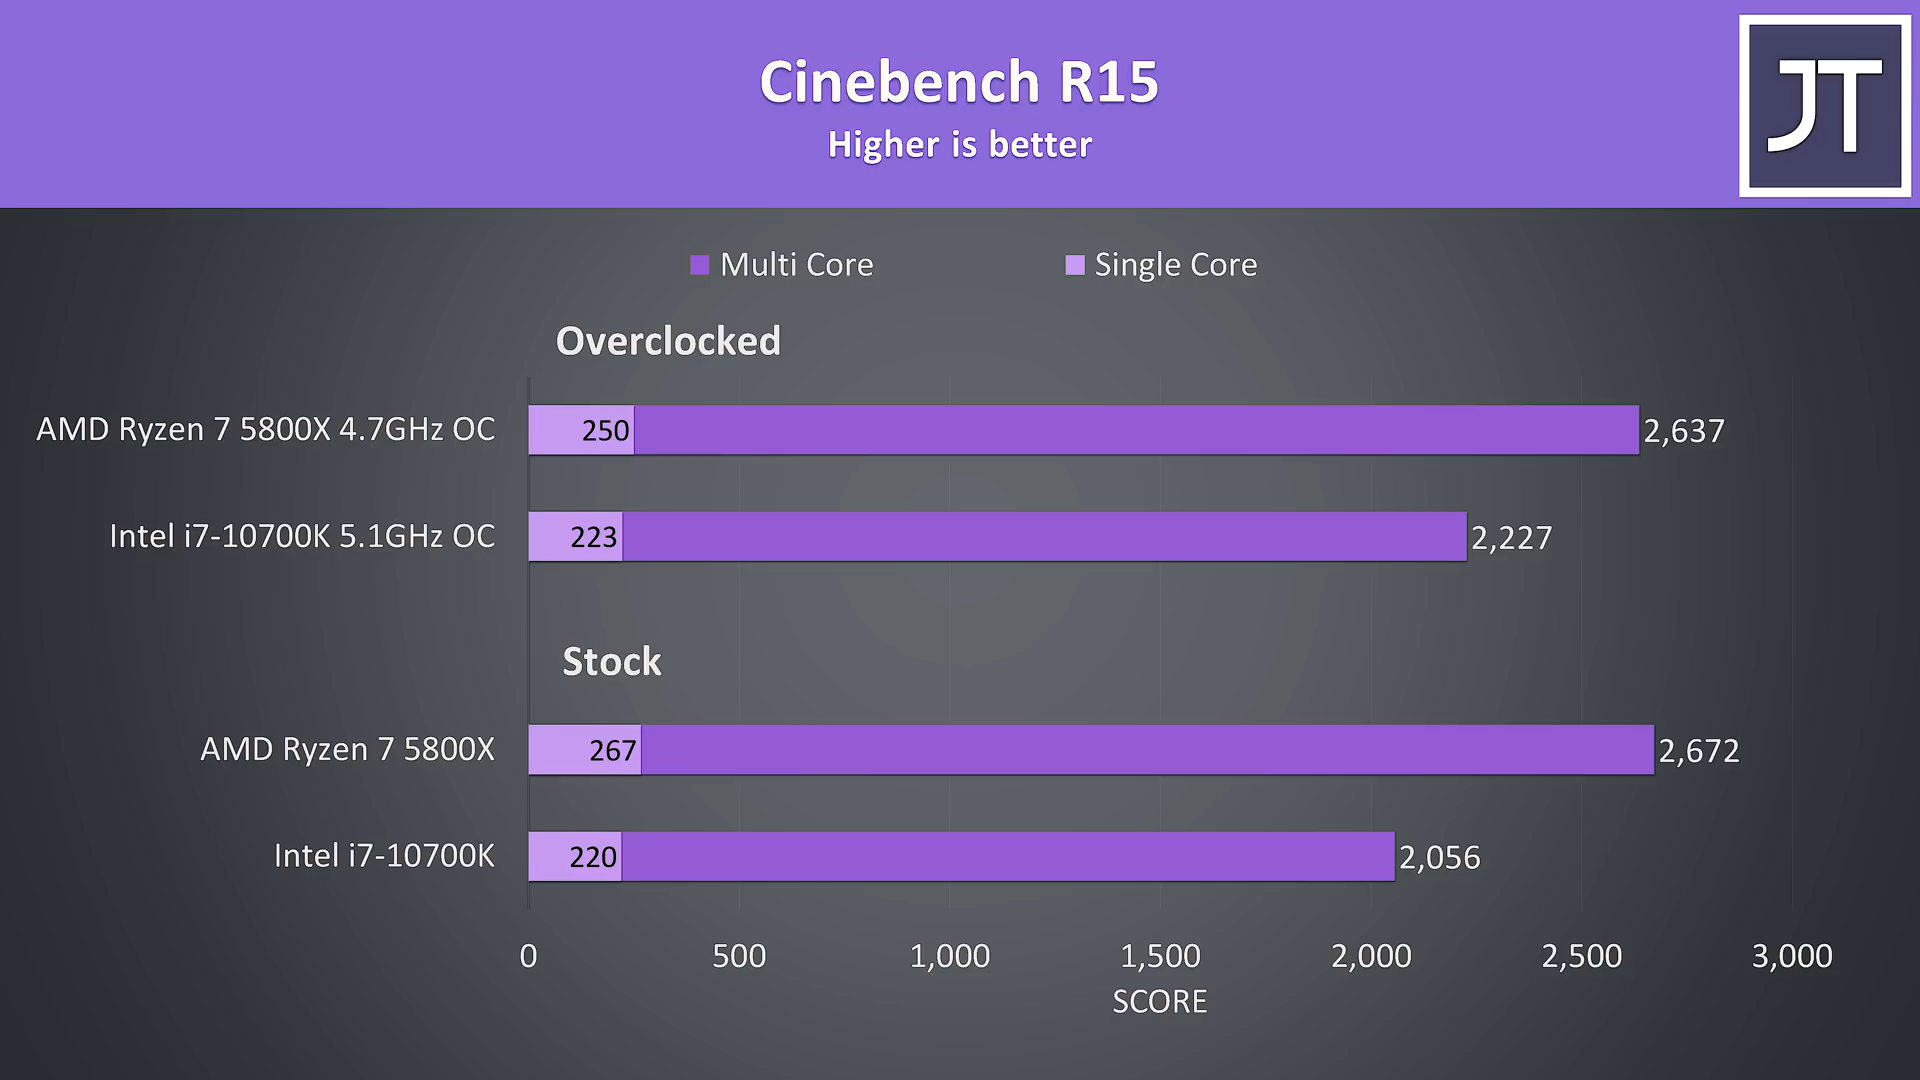 Cinebench R15
Higher is better
JT
Multi Core
Single Core
Overclocked
AMD Ryzen 7 5800X 4.7GHz OC
250
2,637
Intel i7-10700K 5.1GHz OC
223
2,227
Stock
AMD Ryzen 7 5800X
267
2,672
Intel i7-10700K
220
2,056
0 500 1,000 1,500 2,000 2,500 3,000
SCORE